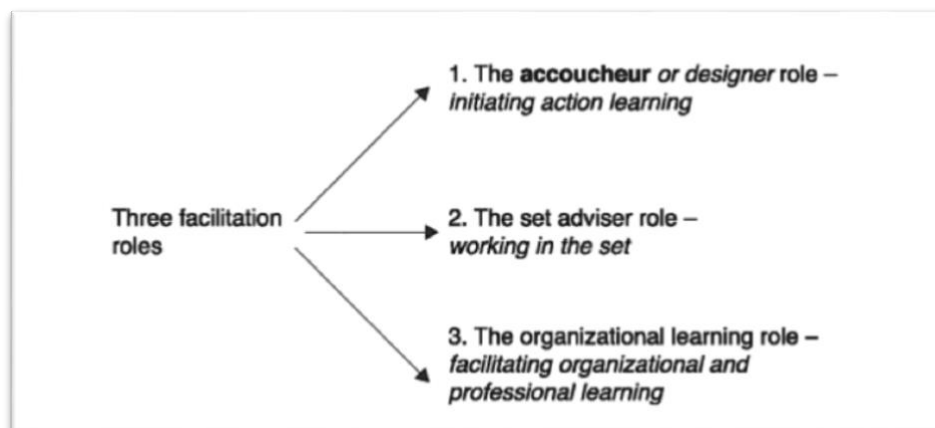 1. The accoucheur or designer role –
initiating action learning
Three facilitation
roles
2. The set adviser role –
working in the set
3. The organizational learning role –
facilitating organizational and
professional learning